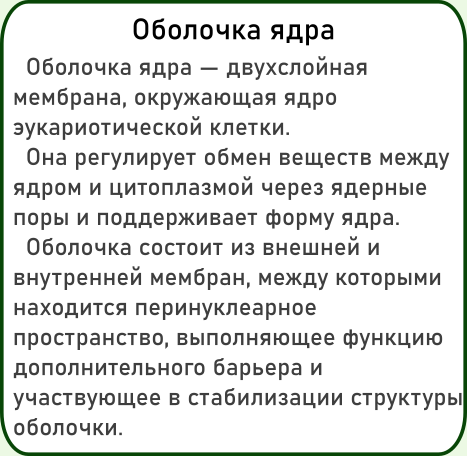 Оболочка ядра
Оболочка ядра — двухслойная
мембрана, окружающая ядро
эукариотической клетки.
Она регулирует обмен веществ между
ядром и цитоплазмой через ядерные
поры и поддерживает форму ядра.
Оболочка состоит из внешней и
внутренней мембран, между которыми
находится перинуклеарное
пространство, выполняющее функцию
дополнительного барьера и
участвующее в стабилизации структуры
оболочки.